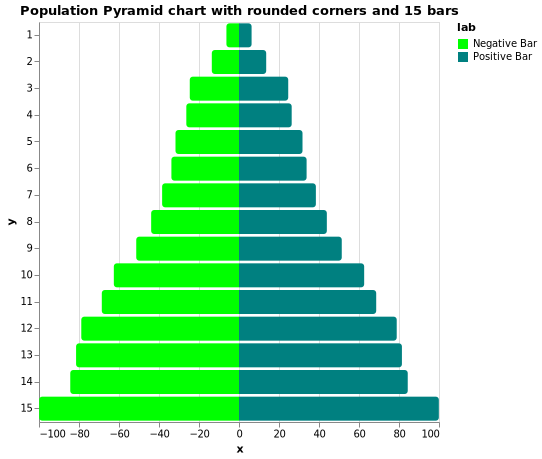 Population Pyramid chart with rounded corners and 15 bars
lab
Negative Bar
Positive Bar
y
1
2
3
4
5
6
7
8
9
10
11
12
13
14
15
−100 −80 −60 −40 −20 0 20 40 60 80 100
x